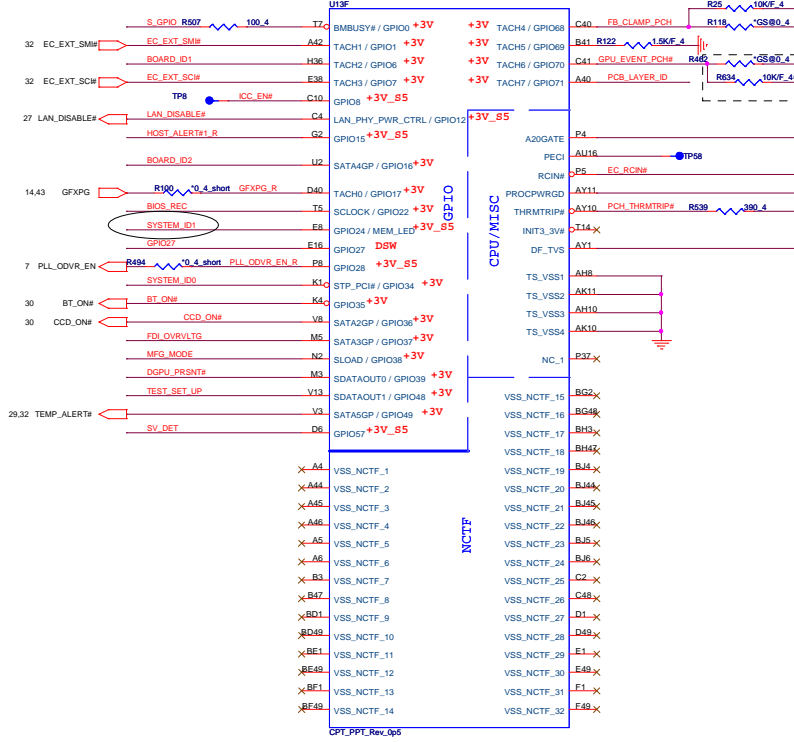 U13F
S_GPIO R507 100_4 T7 BMBUSY# / GPIO0 +3V
32 EC_EXT_SMI# EC_EXT_SMI# A42 TACH1 / GPIO1 +3V
BOARD_ID1 H36 TACH2 / GPIO6 +3V
32 EC_EXT_SCI# EC_EXT_SCI# E38 TACH3 / GPIO7 +3V
TP8 ICC_EN# C10 GPIO8 +3V_S5
27 LAN_DISABLE# LAN_DISABLE# C4 LAN_PHY_PWR_CTRL / GPIO12 +3V_S5
HOST_ALERT#1_R G2 GPIO15 +3V_S5
BOARD_ID2 U2 SATA4GP / GPIO16 +3V
14,43 GFXPG R100 *0_4_short GFXPG_R D40 TACH0 / GPIO17 +3V
BIOS_REC T5 SCLOCK / GPIO22 +3V
SYSTEM_ID1 E8 GPIO24 / MEM_LED +3V_S5
GPIO27 E16 GPIO27 DSW
7 PLL_ODVR_EN R494 *0_4_short PLL_ODVR_EN_R P8 GPIO28 +3V_S5
SYSTEM_ID0 K1 STP_PCI# / GPIO34 +3V
30 BT_ON# BT_ON# K4 GPIO35 +3V
30 CCD_ON# CCD_ON# V8 SATA2GP / GPIO36 +3V
FDI_OVRVLTG M5 SATA3GP / GPIO37 +3V
MFG_MODE N2 SLOAD / GPIO38 +3V
DGPU_PRSNT# M3 SDATAOUT0 / GPIO39 +3V
TEST_SET_UP V13 SDATAOUT1 / GPIO48 +3V
29,32 TEMP_ALERT# V3 SATA5GP / GPIO49 +3V
SV_DET D6 GPIO57 +3V_S5
A4 VSS_NCTF_1
A44 VSS_NCTF_2
A45 VSS_NCTF_3
A46 VSS_NCTF_4
A5 VSS_NCTF_5
A6 VSS_NCTF_6
B3 VSS_NCTF_7
B47 VSS_NCTF_8
BD1 VSS_NCTF_9
BD49 VSS_NCTF_10
BE1 VSS_NCTF_11
BE49 VSS_NCTF_12
BF1 VSS_NCTF_13
BF49 VSS_NCTF_14
GPIO
CPU/MISC
NCTF
R25 10K/F_4
+3V TACH4 / GPIO68 C40 FB_CLAMP_PCH R118 *GS@0_4
+3V TACH5 / GPIO69 B41 R122 1.5K/F_4
+3V TACH6 / GPIO70 C41 GPU_EVENT_PCH# R462 *GS@0_4
+3V TACH7 / GPIO71 A40 PCB_LAYER_ID R634 10K/F_4
A20GATE P4
PECI AU16 TP58
RCIN# P5 EC_RCIN#
PROCPWRGD AY11
THRMTRIP# AY10 PCH_THRMTRIP# R539 390_4
INIT3_3V# T14
DF_TVS AY1
TS_VSS1 AH8
TS_VSS2 AK11
TS_VSS3 AH10
TS_VSS4 AK10
NC_1 P37
VSS_NCTF_15 BG2
VSS_NCTF_16 BG48
VSS_NCTF_17 BH3
VSS_NCTF_18 BH47
VSS_NCTF_19 BJ4
VSS_NCTF_20 BJ44
VSS_NCTF_21 BJ45
VSS_NCTF_22 BJ46
VSS_NCTF_23 BJ5
VSS_NCTF_24 BJ6
VSS_NCTF_25 C2
VSS_NCTF_26 C48
VSS_NCTF_27 D1
VSS_NCTF_28 D49
VSS_NCTF_29 E1
VSS_NCTF_30 E49
VSS_NCTF_31 F1
VSS_NCTF_32 F49
CPT_PPT_Rev_0p5